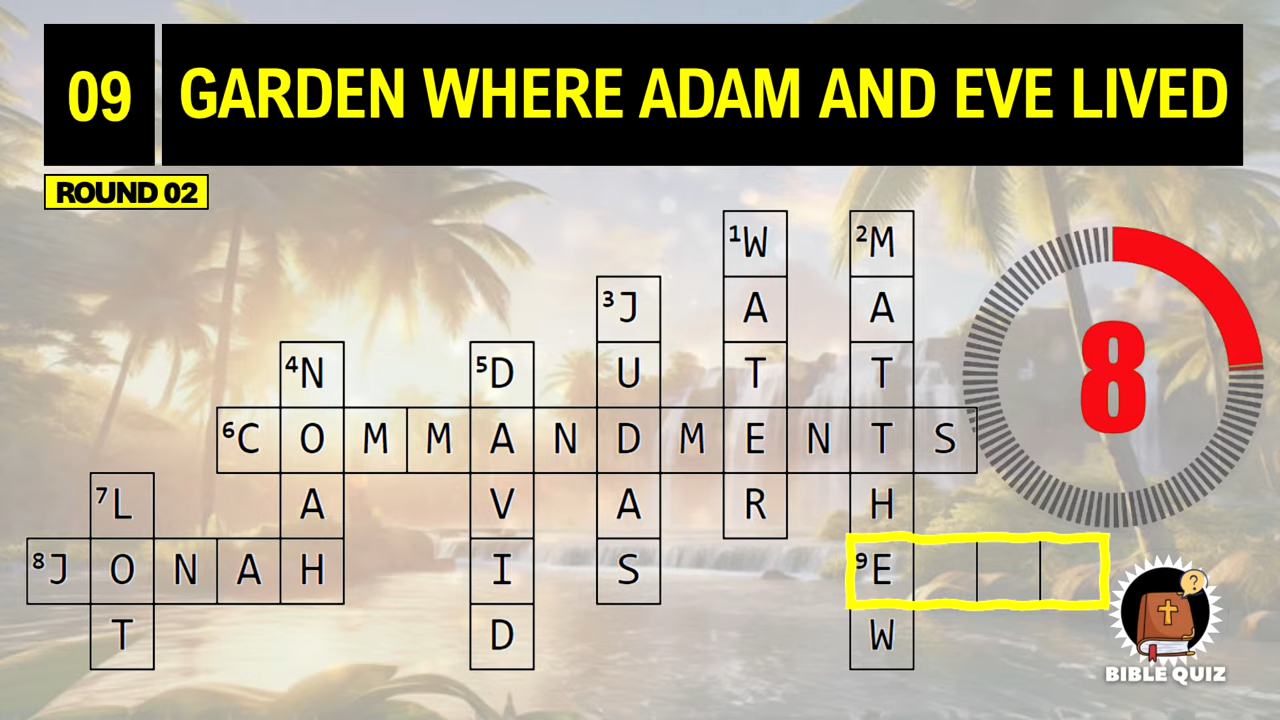 09 GARDEN WHERE ADAM AND EVE LIVED
ROUND 02
1W 2M
3J A A
4N 5D U T T
6C O M M A N D M E N T S
8
7L A V A R H
8J O N A H I S 9E
T D W
?
BIBLE QUIZ